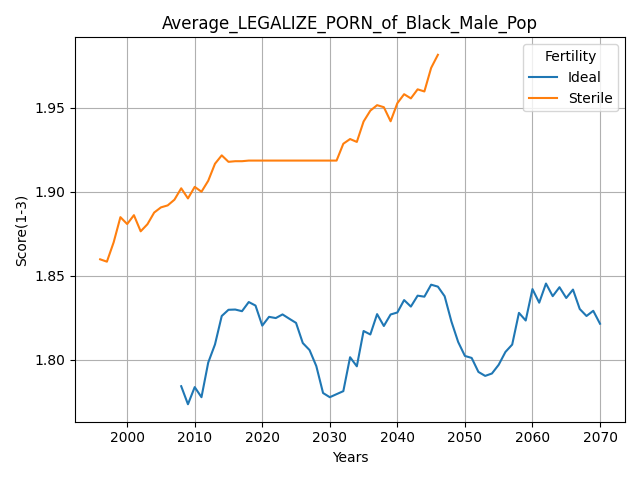 Average_LEGALIZE_PORN_of_Black_Male_Pop
Fertility
Ideal
Sterile
Score(1-3)
1.95
1.90
1.85
1.80
2000 2010 2020 2030 2040 2050 2060 2070
Years